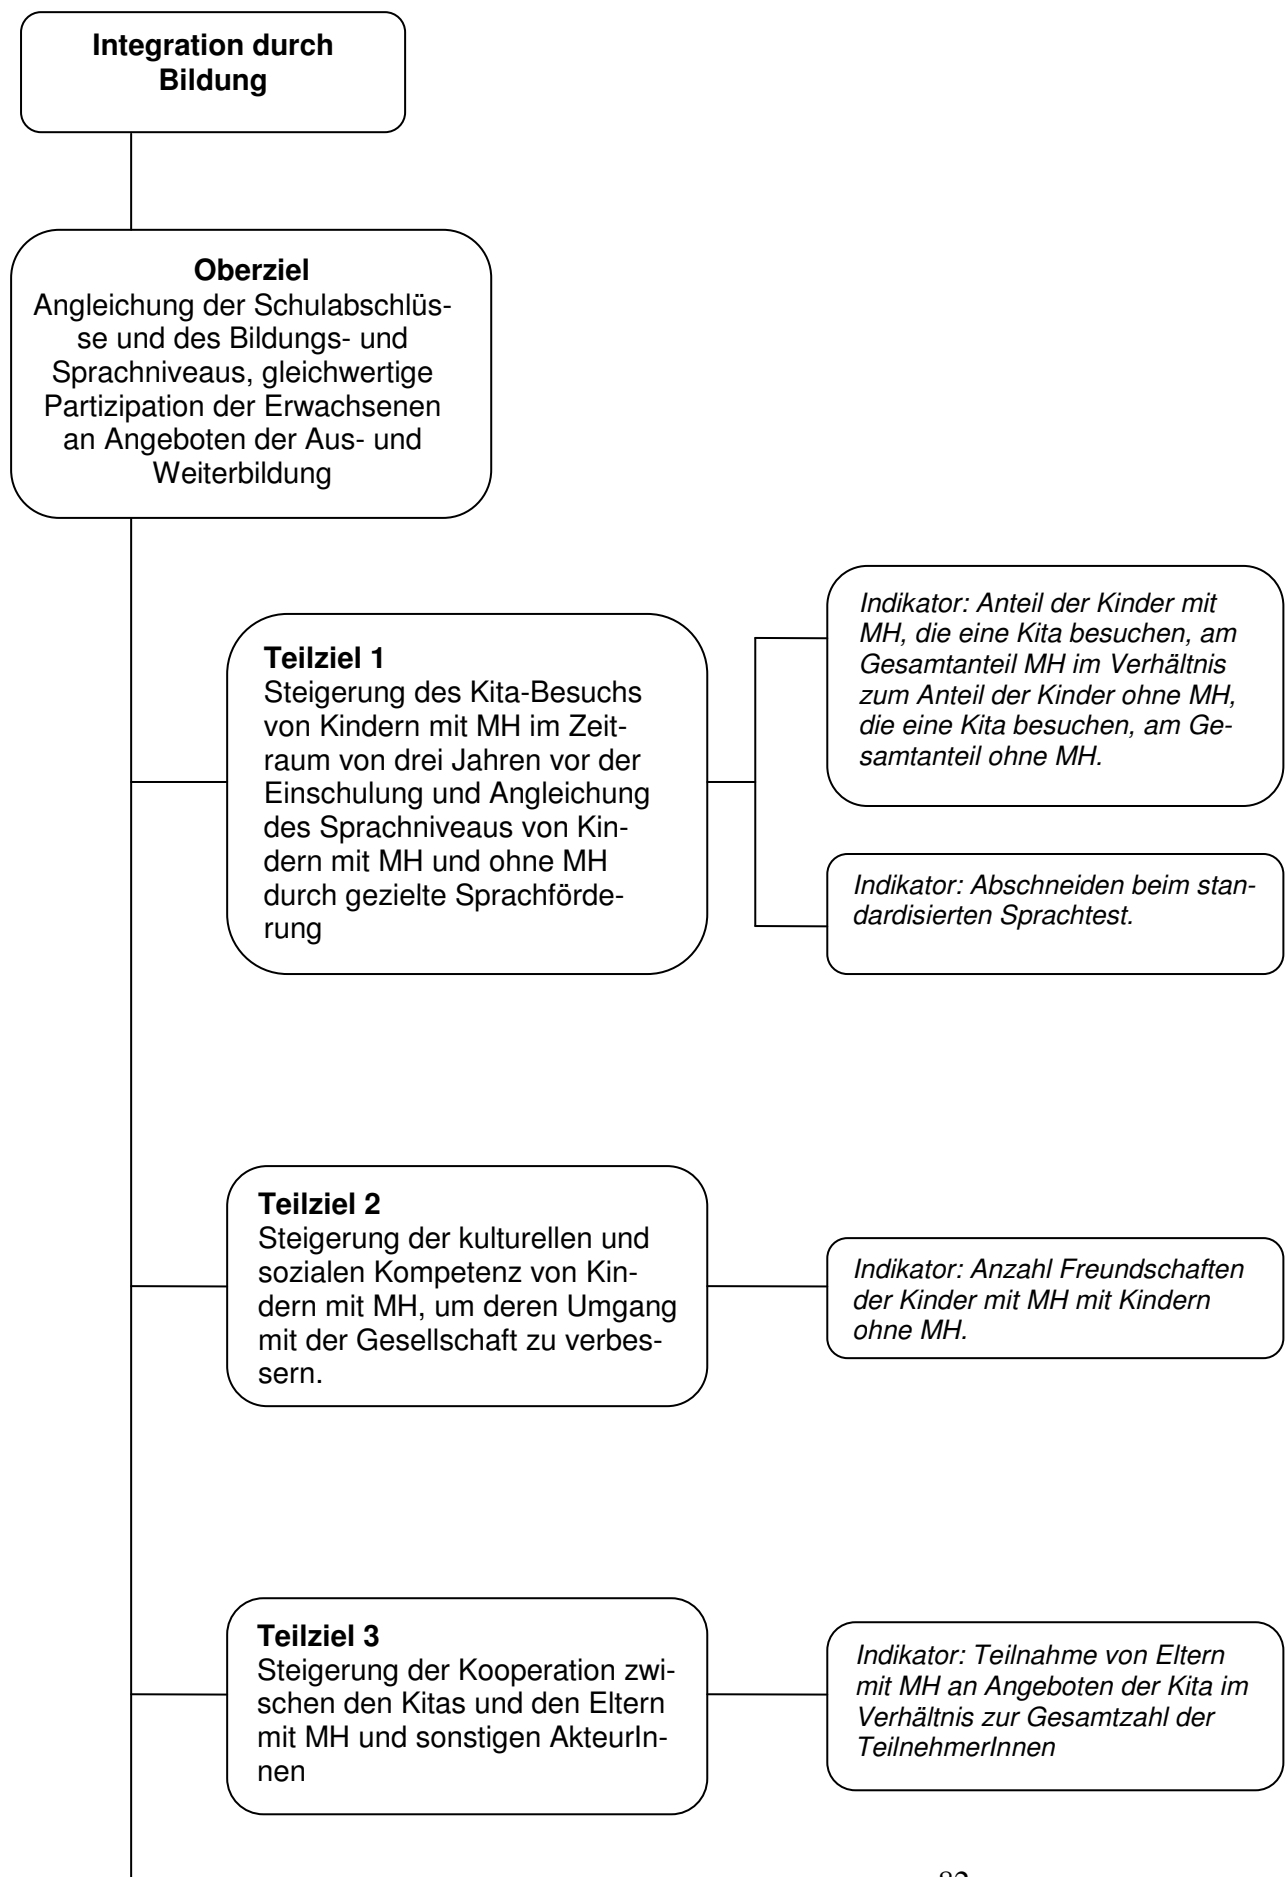 Integration durch
Bildung
Oberziel
Angleichung der Schulabschlüs-
se und des Bildungs- und
Sprachniveaus, gleichwertige
Partizipation der Erwachsenen
an Angeboten der Aus- und
Weiterbildung
Teilziel 1
Steigerung des Kita-Besuchs
von Kindern mit MH im Zeit-
raum von drei Jahren vor der
Einschulung und Angleichung
des Sprachniveaus von Kin-
dern mit MH und ohne MH
durch gezielte Sprachförde-
rung
Indikator: Anteil der Kinder mit
MH, die eine Kita besuchen, am
Gesamtanteil MH im Verhältnis
zum Anteil der Kinder ohne MH,
die eine Kita besuchen, am Ge-
samtanteil ohne MH.
Indikator: Abschneiden beim stan-
dardisierten Sprachtest.
Teilziel 2
Steigerung der kulturellen und
sozialen Kompetenz von Kin-
dern mit MH, um deren Umgang
mit der Gesellschaft zu verbes-
sern.
Indikator: Anzahl Freundschaften
der Kinder mit MH mit Kindern
ohne MH.
Teilziel 3
Steigerung der Kooperation zwi-
schen den Kitas und den Eltern
mit MH und sonstigen AkteurIn-
nen
Indikator: Teilnahme von Eltern
mit MH an Angeboten der Kita im
Verhältnis zur Gesamtzahl der
TeilnehmerInnen